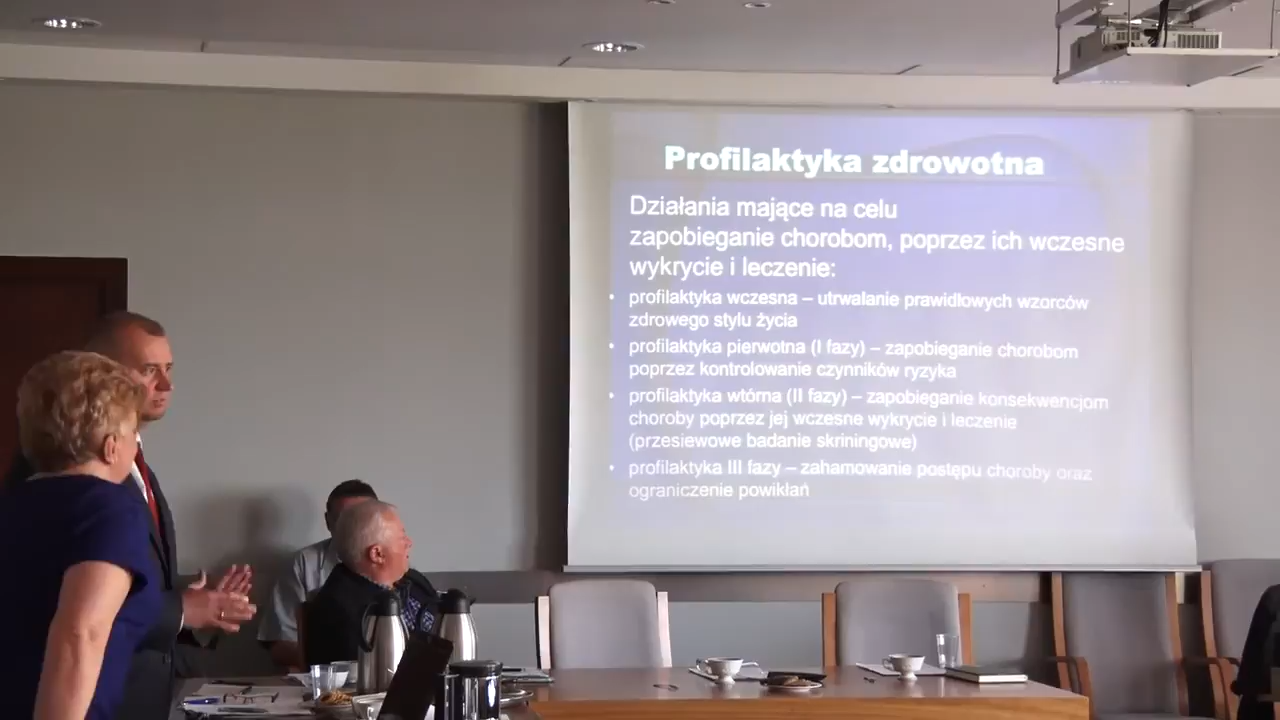 Profilaktyka zdrowotna
Działania mające na celu
zapobieganie chorobom, poprzez ich wczesne
wykrycie i leczenie:
• profilaktyka wczesna – utrwalanie prawidłowych wzorców
zdrowego stylu życia
• profilaktyka pierwotna (I fazy) – zapobieganie chorobom
poprzez kontrolowanie czynników ryzyka
• profilaktyka wtórna (II fazy) – zapobieganie konsekwencjom
choroby poprzez jej wczesne wykrycie i leczenie
(przesiewowe badanie skriningowe)
• profilaktyka III fazy – zahamowanie postępu choroby oraz
ograniczenie powikłań